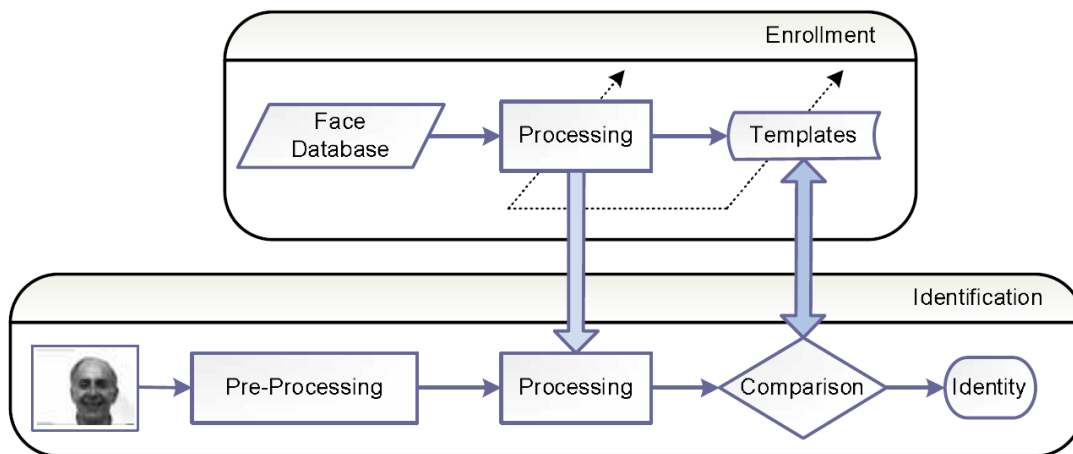 Enrollment
Face
Database
Processing
Templates
Identification
Pre-Processing
Processing
Comparison
Identity